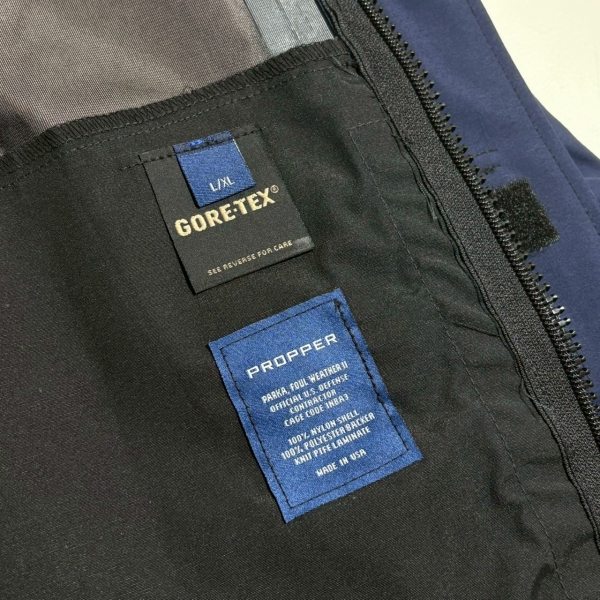 L/XL
GORE-TEX®
SEE REVERSE FOR CARE
PROPPER
PARKA, FOUL WEATHER II
OFFICIAL U.S. DEFENSE
CONTRACTOR
CAGE CODE 1NBA3
100% NYLON SHELL
100% POLYESTER BACKER
KNIT PTFE LAMINATE
MADE IN USA